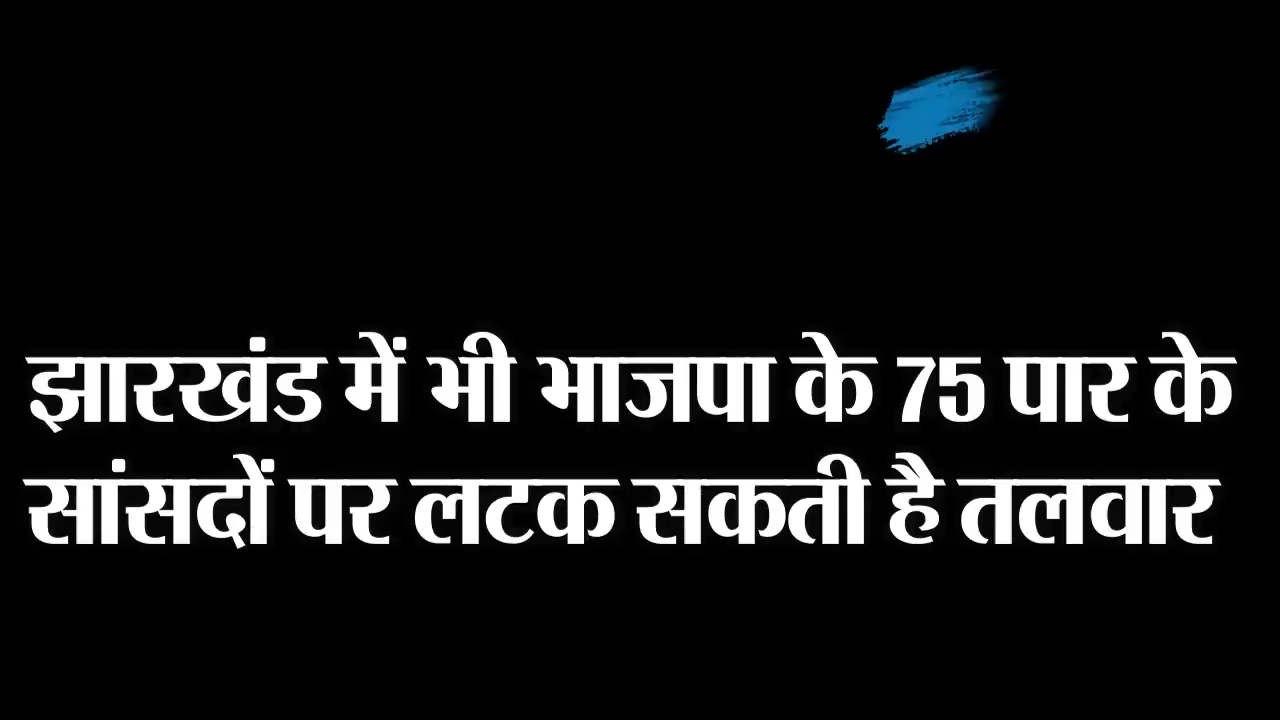 झारखंड में भी भाजपा के 75 पार के
सांसदों पर लटक सकती है तलवार